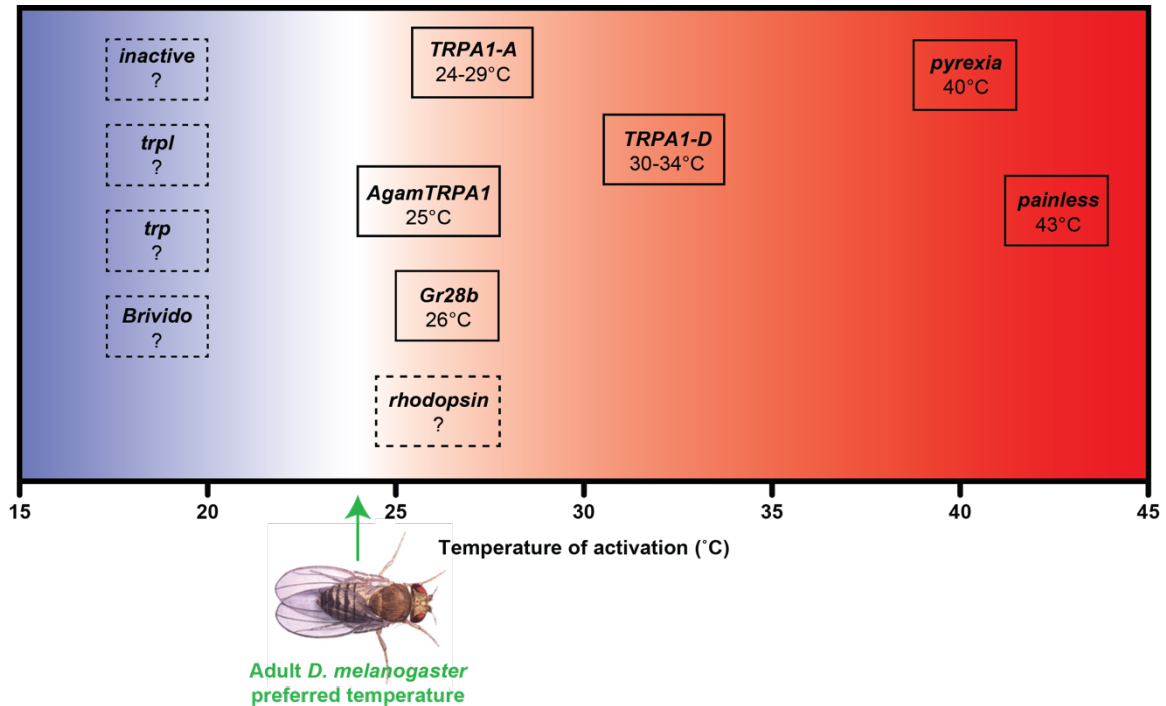 inactive
?
trpl
?
trp
?
Brivido
?
TRPA1-A
24-29°C
AgamTRPA1
25°C
Gr28b
26°C
rhodopsin
?
TRPA1-D
30-34°C
pyrexia
40°C
painless
43°C
15 20 25 30 35 40 45
Temperature of activation (˚C)
Adult D. melanogaster
preferred temperature